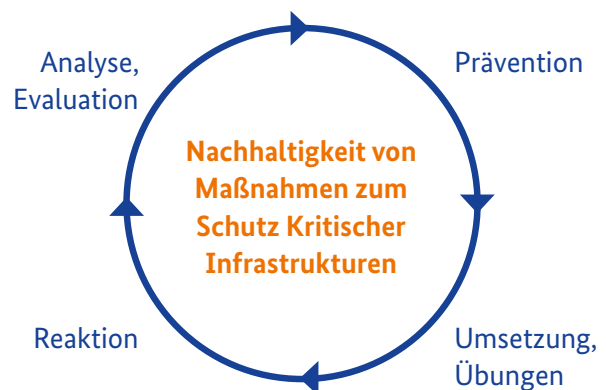 Analyse,
Evaluation
Prävention
Nachhaltigkeit von
Maßnahmen zum
Schutz Kritischer
Infrastrukturen
Reaktion
Umsetzung,
Übungen